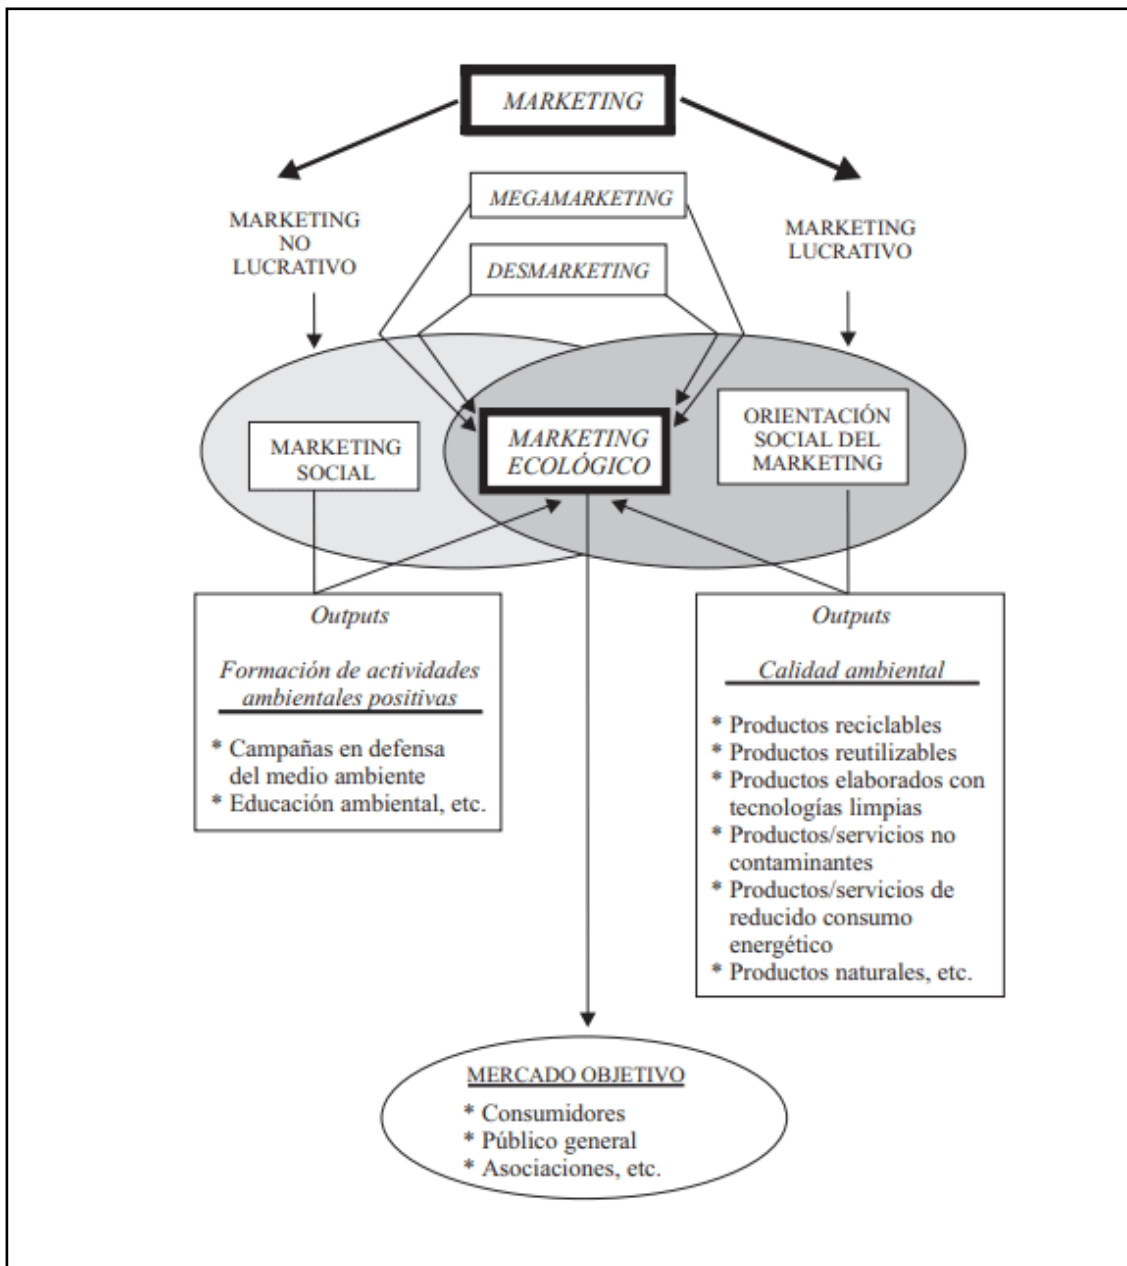 MARKETING
MEGAMARKETING
MARKETING
NO
LUCRATIVO
MARKETING
LUCRATIVO
DESMARKETING
MARKETING
SOCIAL
MARKETING
ECOLÓGICO
ORIENTACIÓN
SOCIAL DEL
MARKETING
Outputs
Formación de actividades
ambientales positivas
* Campañas en defensa
del medio ambiente
* Educación ambiental, etc.
Outputs
Calidad ambiental
* Productos reciclables
* Productos reutilizables
* Productos elaborados con
tecnologías limpias
* Productos/servicios no
contaminantes
* Productos/servicios de
reducido consumo
energético
* Productos naturales, etc.
MERCADO OBJETIVO
* Consumidores
* Público general
* Asociaciones, etc.